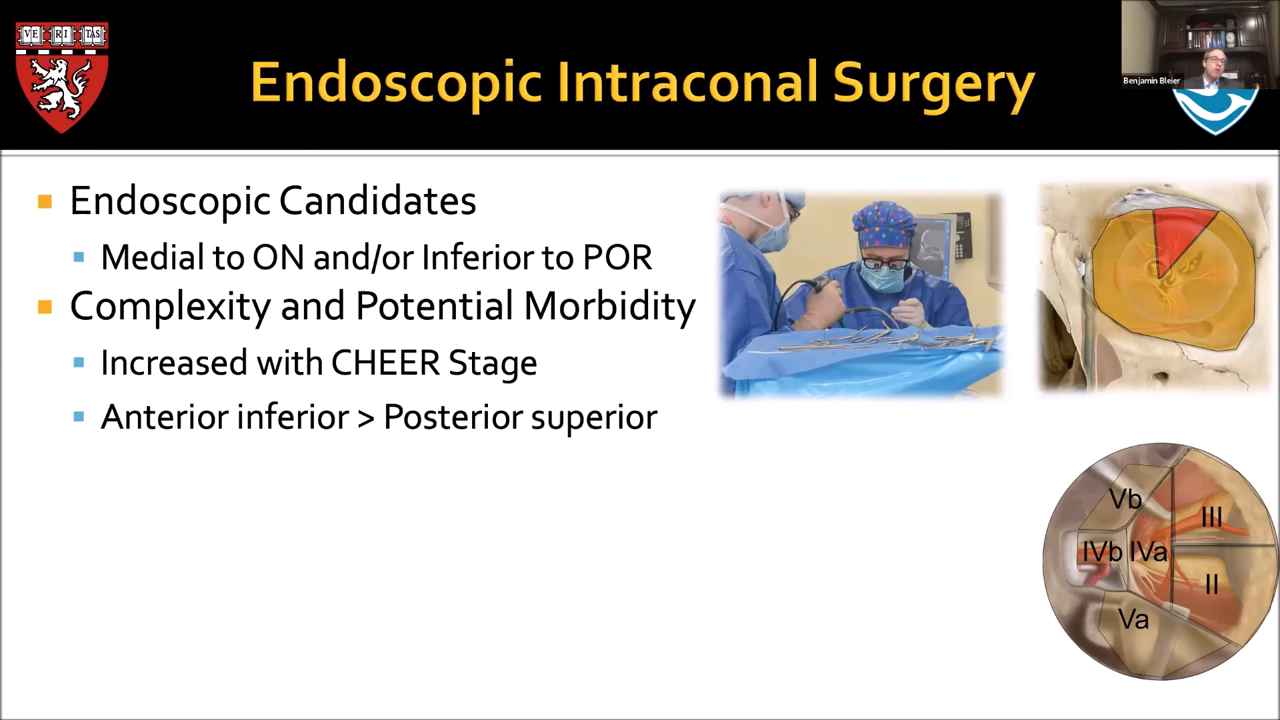 VE RI TAS
Endoscopic Intraconal Surgery
Benjamin Bleier
Endoscopic Candidates
Medial to ON and/or Inferior to POR
Complexity and Potential Morbidity
Increased with CHEER Stage
Anterior inferior > Posterior superior
Vb
III
IVb IVa
II
Va